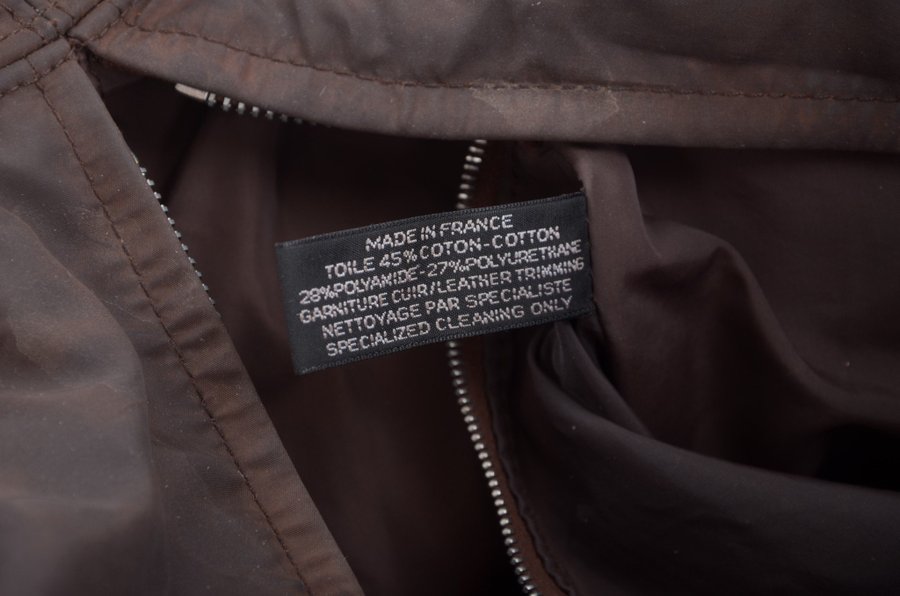 MADE IN FRANCE
TOILE 45%COTON-COTTON
28%POLYAMIDE-27%POLYURETHANE
GARNITURE CUIR/LEATHER TRIMMING
NETTOYAGE PAR SPECIALISTE
SPECIALIZED CLEANING ONLY